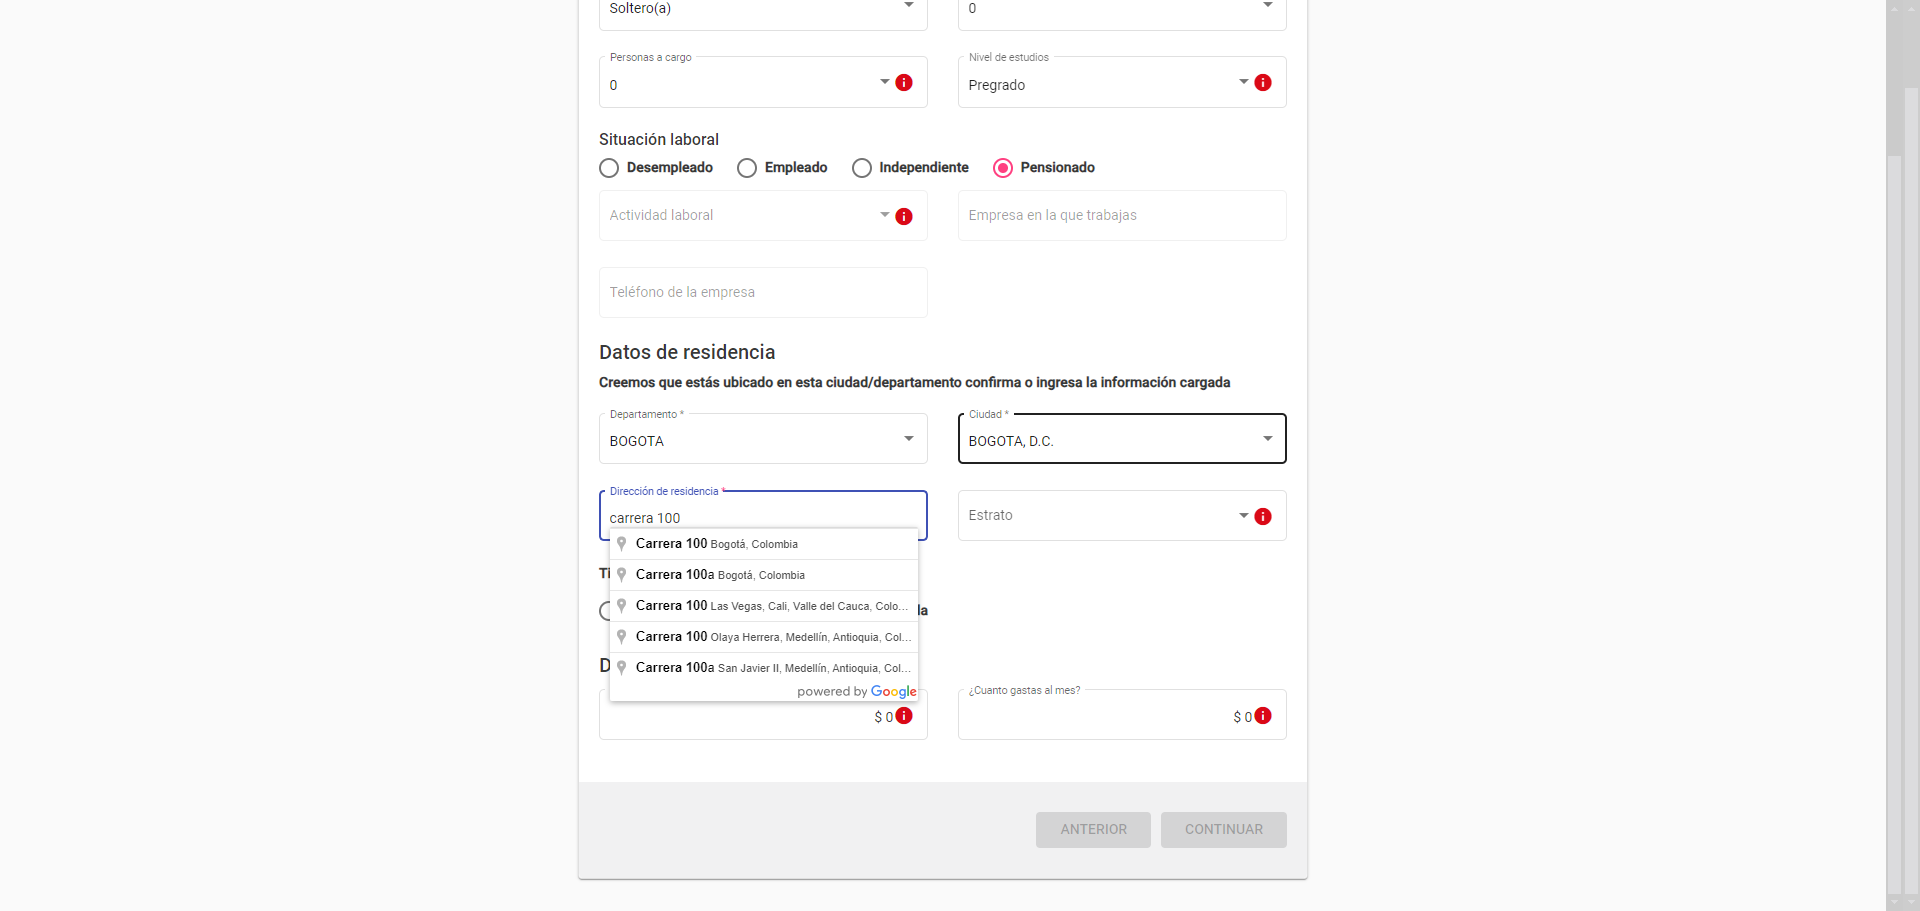 Soltero(a)
0
Personas a cargo
0
Nivel de estudios
Pregrado
Situación laboral
Desempleado
Empleado
Independiente
Pensionado
Actividad laboral
Empresa en la que trabajas
Teléfono de la empresa
Datos de residencia
Creemos que estás ubicado en esta ciudad/departamento confirma o ingresa la información cargada
Departamento *
BOGOTA
Ciudad *
BOGOTA, D.C.
Dirección de residencia *
carrera 100
Estrato
Carrera 100 Bogotá, Colombia
Carrera 100a Bogotá, Colombia
Carrera 100 Las Vegas, Cali, Valle del Cauca, Colo...
Carrera 100 Olaya Herrera, Medellín, Antioquia, Col...
Carrera 100a San Javier II, Medellín, Antioquia, Col...
powered by Google
$ 0
¿Cuanto gastas al mes?
$ 0
ANTERIOR
CONTINUAR